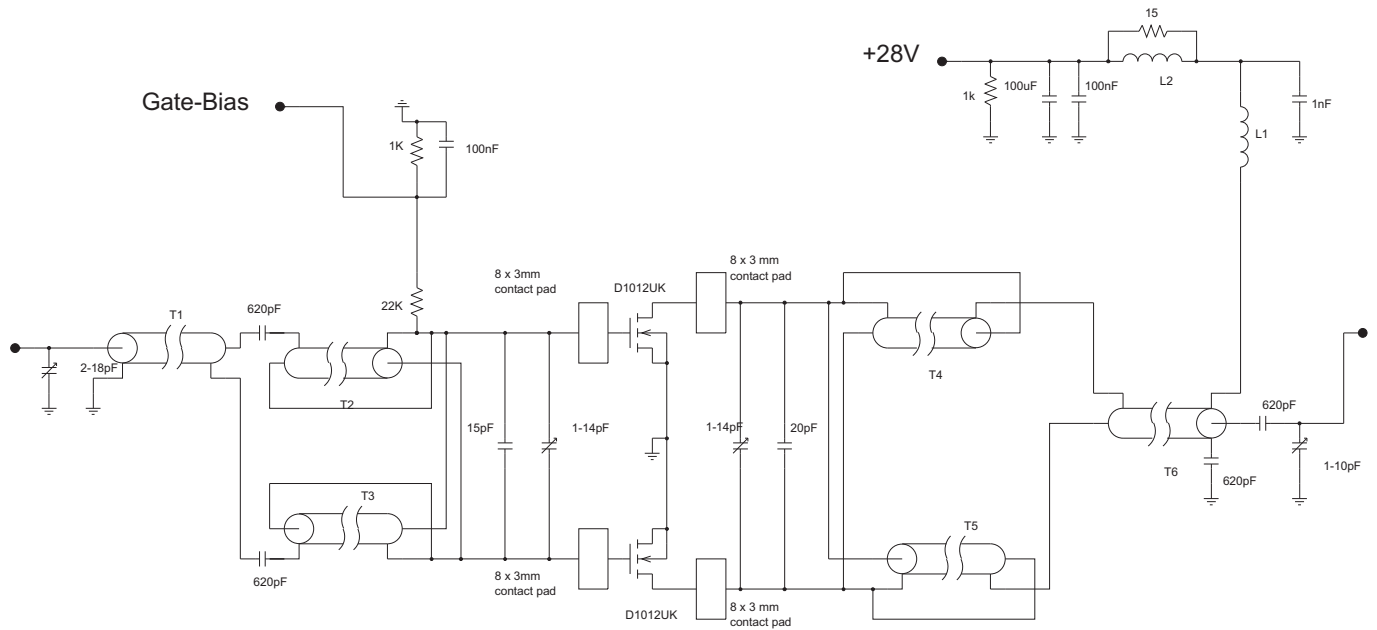 15
+28V
L2
1k
100uF
100nF
1nF
L1
Gate-Bias
1K
100nF
8 x 3 mm
contact pad
8 x 3mm
contact pad
D1012UK
22K
620pF
T1
2-18pF
T2
T4
620pF
15pF
1-14pF
1-14pF
20pF
T6
1-10pF
620pF
T3
T5
620pF
8 x 3mm
contact pad
D1012UK
8 x 3 mm
contact pad